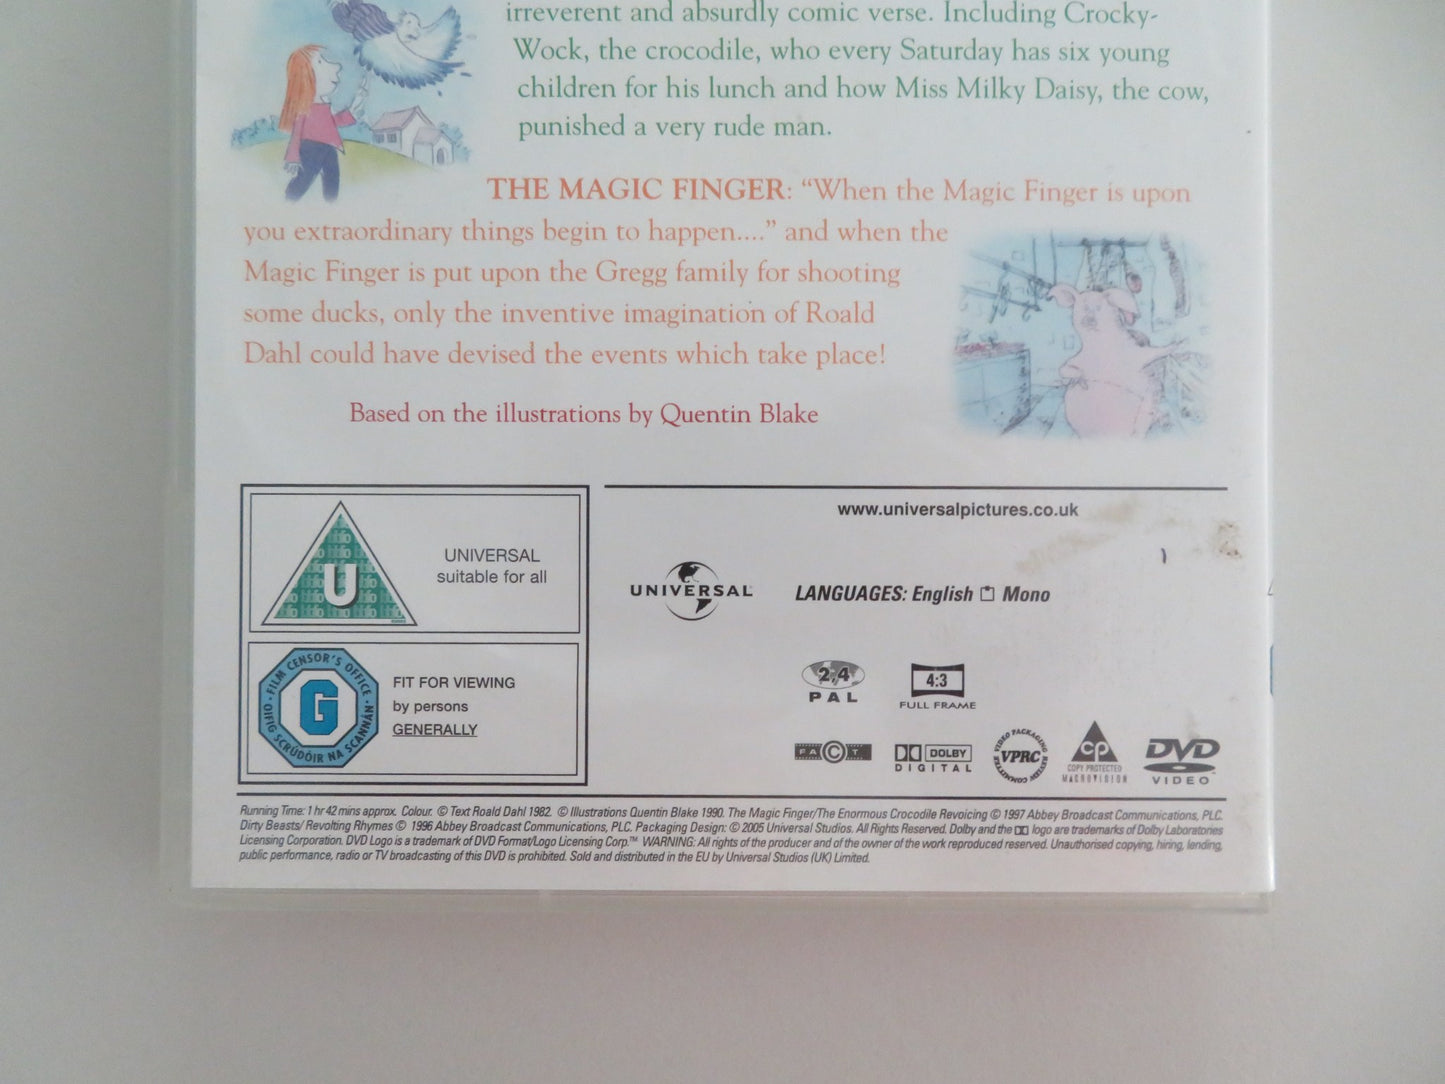 irreverent and absurdly comic verse. Including Crocky-
Wock, the crocodile, who every Saturday has six young
children for his lunch and how Miss Milky Daisy, the cow,
punished a very rude man.
THE MAGIC FINGER: “When the Magic Finger is upon
you extraordinary things begin to happen....” and when the
Magic Finger is put upon the Gregg family for shooting
some ducks, only the inventive imagination of Roald
Dahl could have devised the events which take place!
Based on the illustrations by Quentin Blake
U
UNIVERSAL
suitable for all
FILM CENSOR'S OFFICE
OIFIG SCRÚDÓIR NA SCANNÁN
G
FIT FOR VIEWING
by persons
GENERALLY
www.universalpictures.co.uk
UNIVERSAL
LANGUAGES: English Mono
2 4
PAL
4:3
FULL FRAME
FACT
DOLBY
DIGITAL
VIDEO PACKAGING REVIEW COMMITTEE
VPRC
CP
COPY PROTECTED
MACROVISION
DVD
VIDEO
Running Time: 1 hr 42 mins approx. Colour. © Text Roald Dahl 1982. © Illustrations Quentin Blake 1990. The Magic Finger/The Enormous Crocodile Revoicing © 1997 Abbey Broadcast Communications, PLC.
Dirty Beasts/ Revolting Rhymes © 1996 Abbey Broadcast Communications, PLC. Packaging Design: © 2005 Universal Studios. All Rights Reserved. Dolby and the logo are trademarks of Dolby Laboratories
Licensing Corporation. DVD Logo is a trademark of DVD Format/Logo Licensing Corp.™ WARNING: All rights of the producer and of the owner of the work reproduced reserved. Unauthorised copying, hiring, lending,
public performance, radio or TV broadcasting of this DVD is prohibited. Sold and distributed in the EU by Universal Studios (UK) Limited.